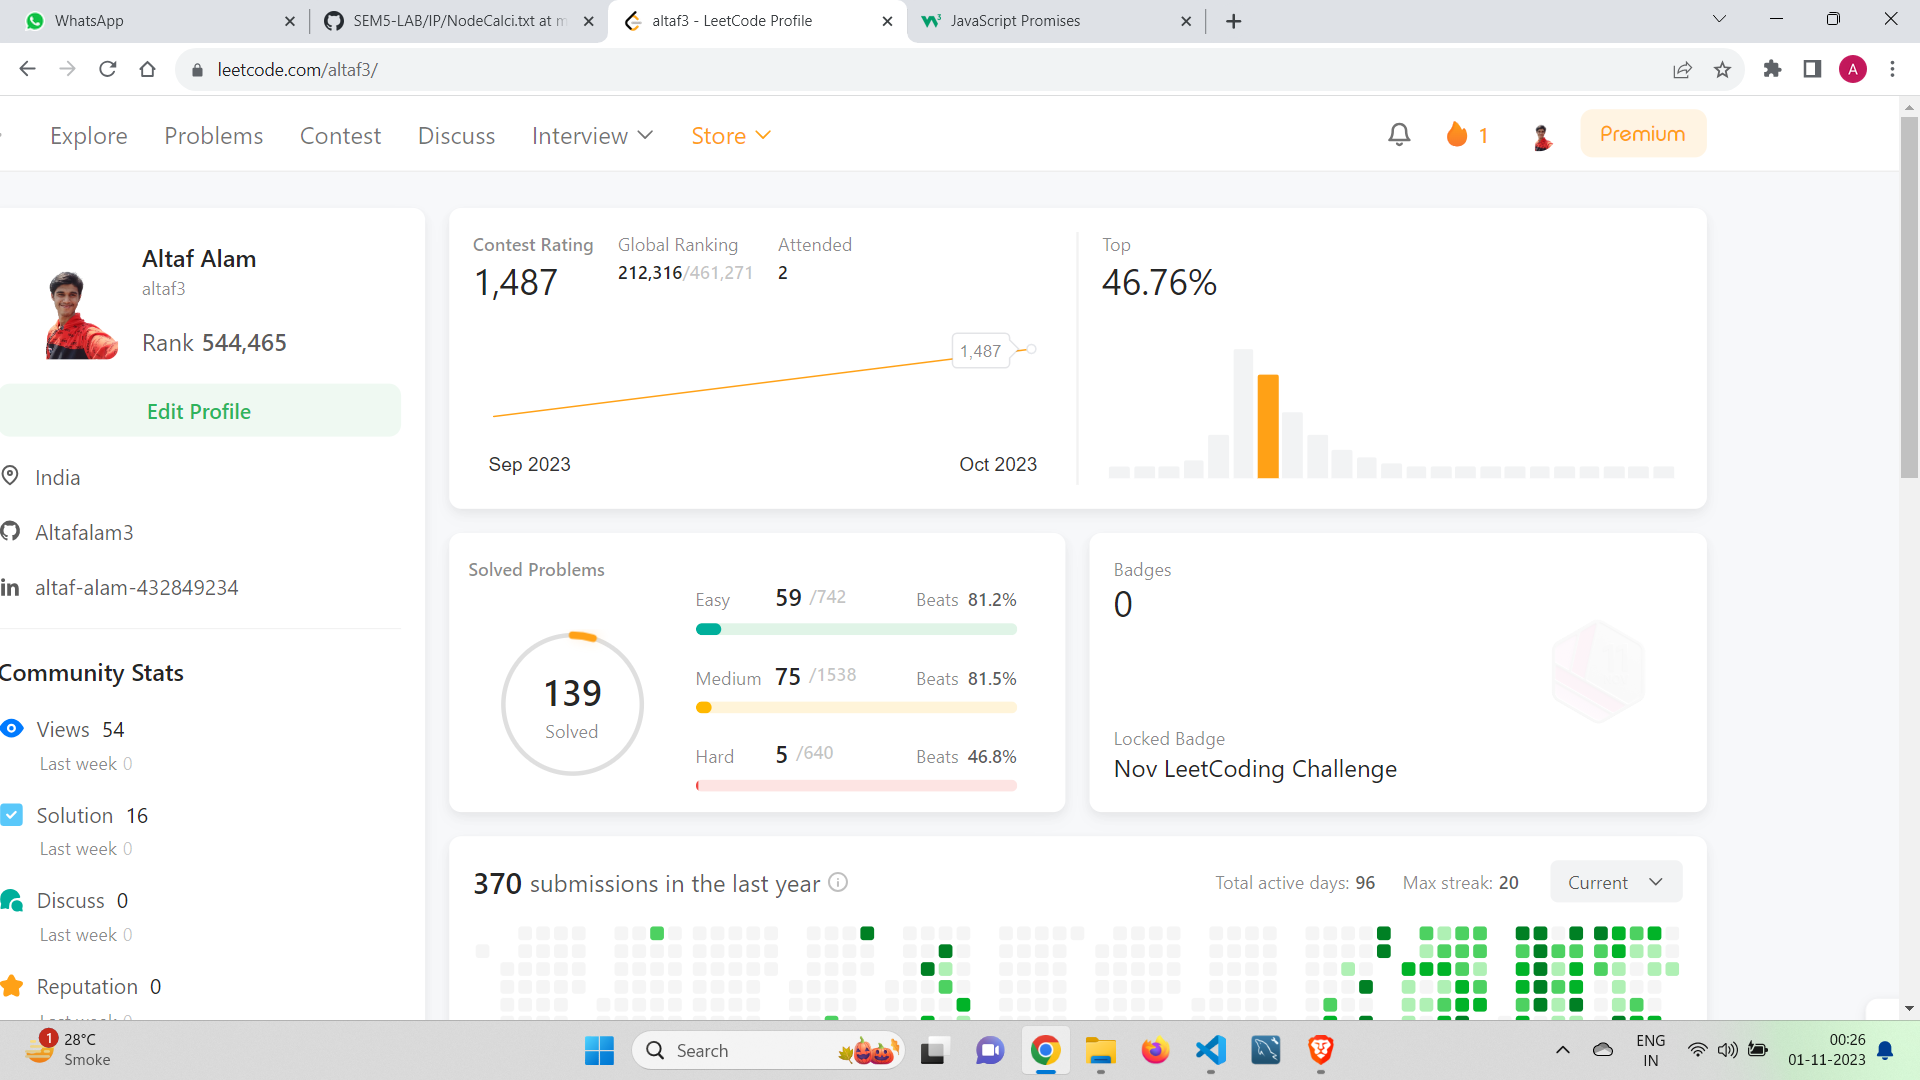 WhatsApp
SEM5-LAB/IP/NodeCalci.txt at m
altaf3 - LeetCode Profile
JavaScript Promises
leetcode.com/altaf3/
A
Explore
Problems
Contest
Discuss
Interview
Store
1
Premium
Altaf Alam
altaf3
Rank 544,465
Edit Profile
India
Altafalam3
in altaf-alam-432849234
Community Stats
Views 54
Last week 0
Solution 16
Last week 0
Discuss 0
Last week 0
Reputation 0
Contest Rating
1,487
Global Ranking
212,316/461,271
Attended
2
1,487
Sep 2023
Oct 2023
Top
46.76%
Solved Problems
139
Solved
Easy 59 /742 Beats 81.2%
Medium 75 /1538 Beats 81.5%
Hard 5 /640 Beats 46.8%
Badges
0
Locked Badge
Nov LeetCoding Challenge
370 submissions in the last year
Total active days: 96
Max streak: 20
Current
1
28°C
Smoke
Search
ENG
IN
00:26
01-11-2023